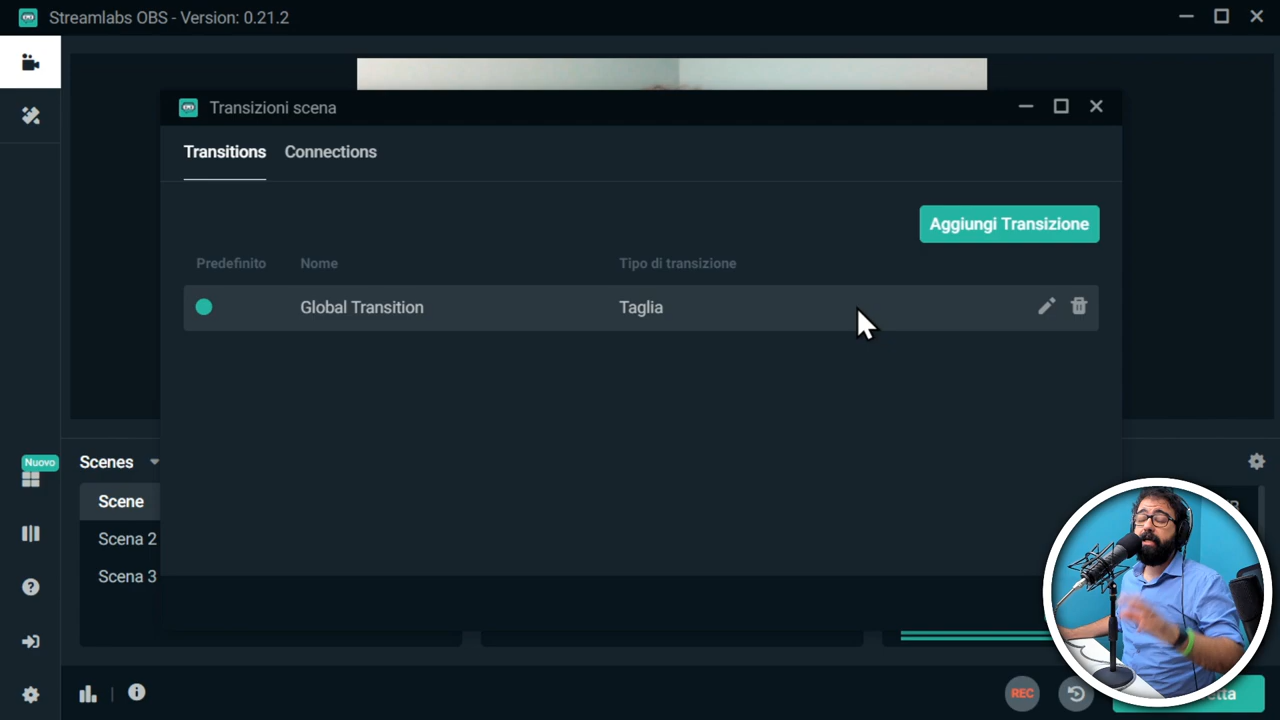 Streamlabs OBS - Version: 0.21.2
Transizioni scena
Transitions
Connections
Aggiungi Transizione
Predefinito
Nome
Tipo di transizione
Global Transition
Taglia
Nuovo
Scenes
Scene
Scena 2
Scena 3
REC